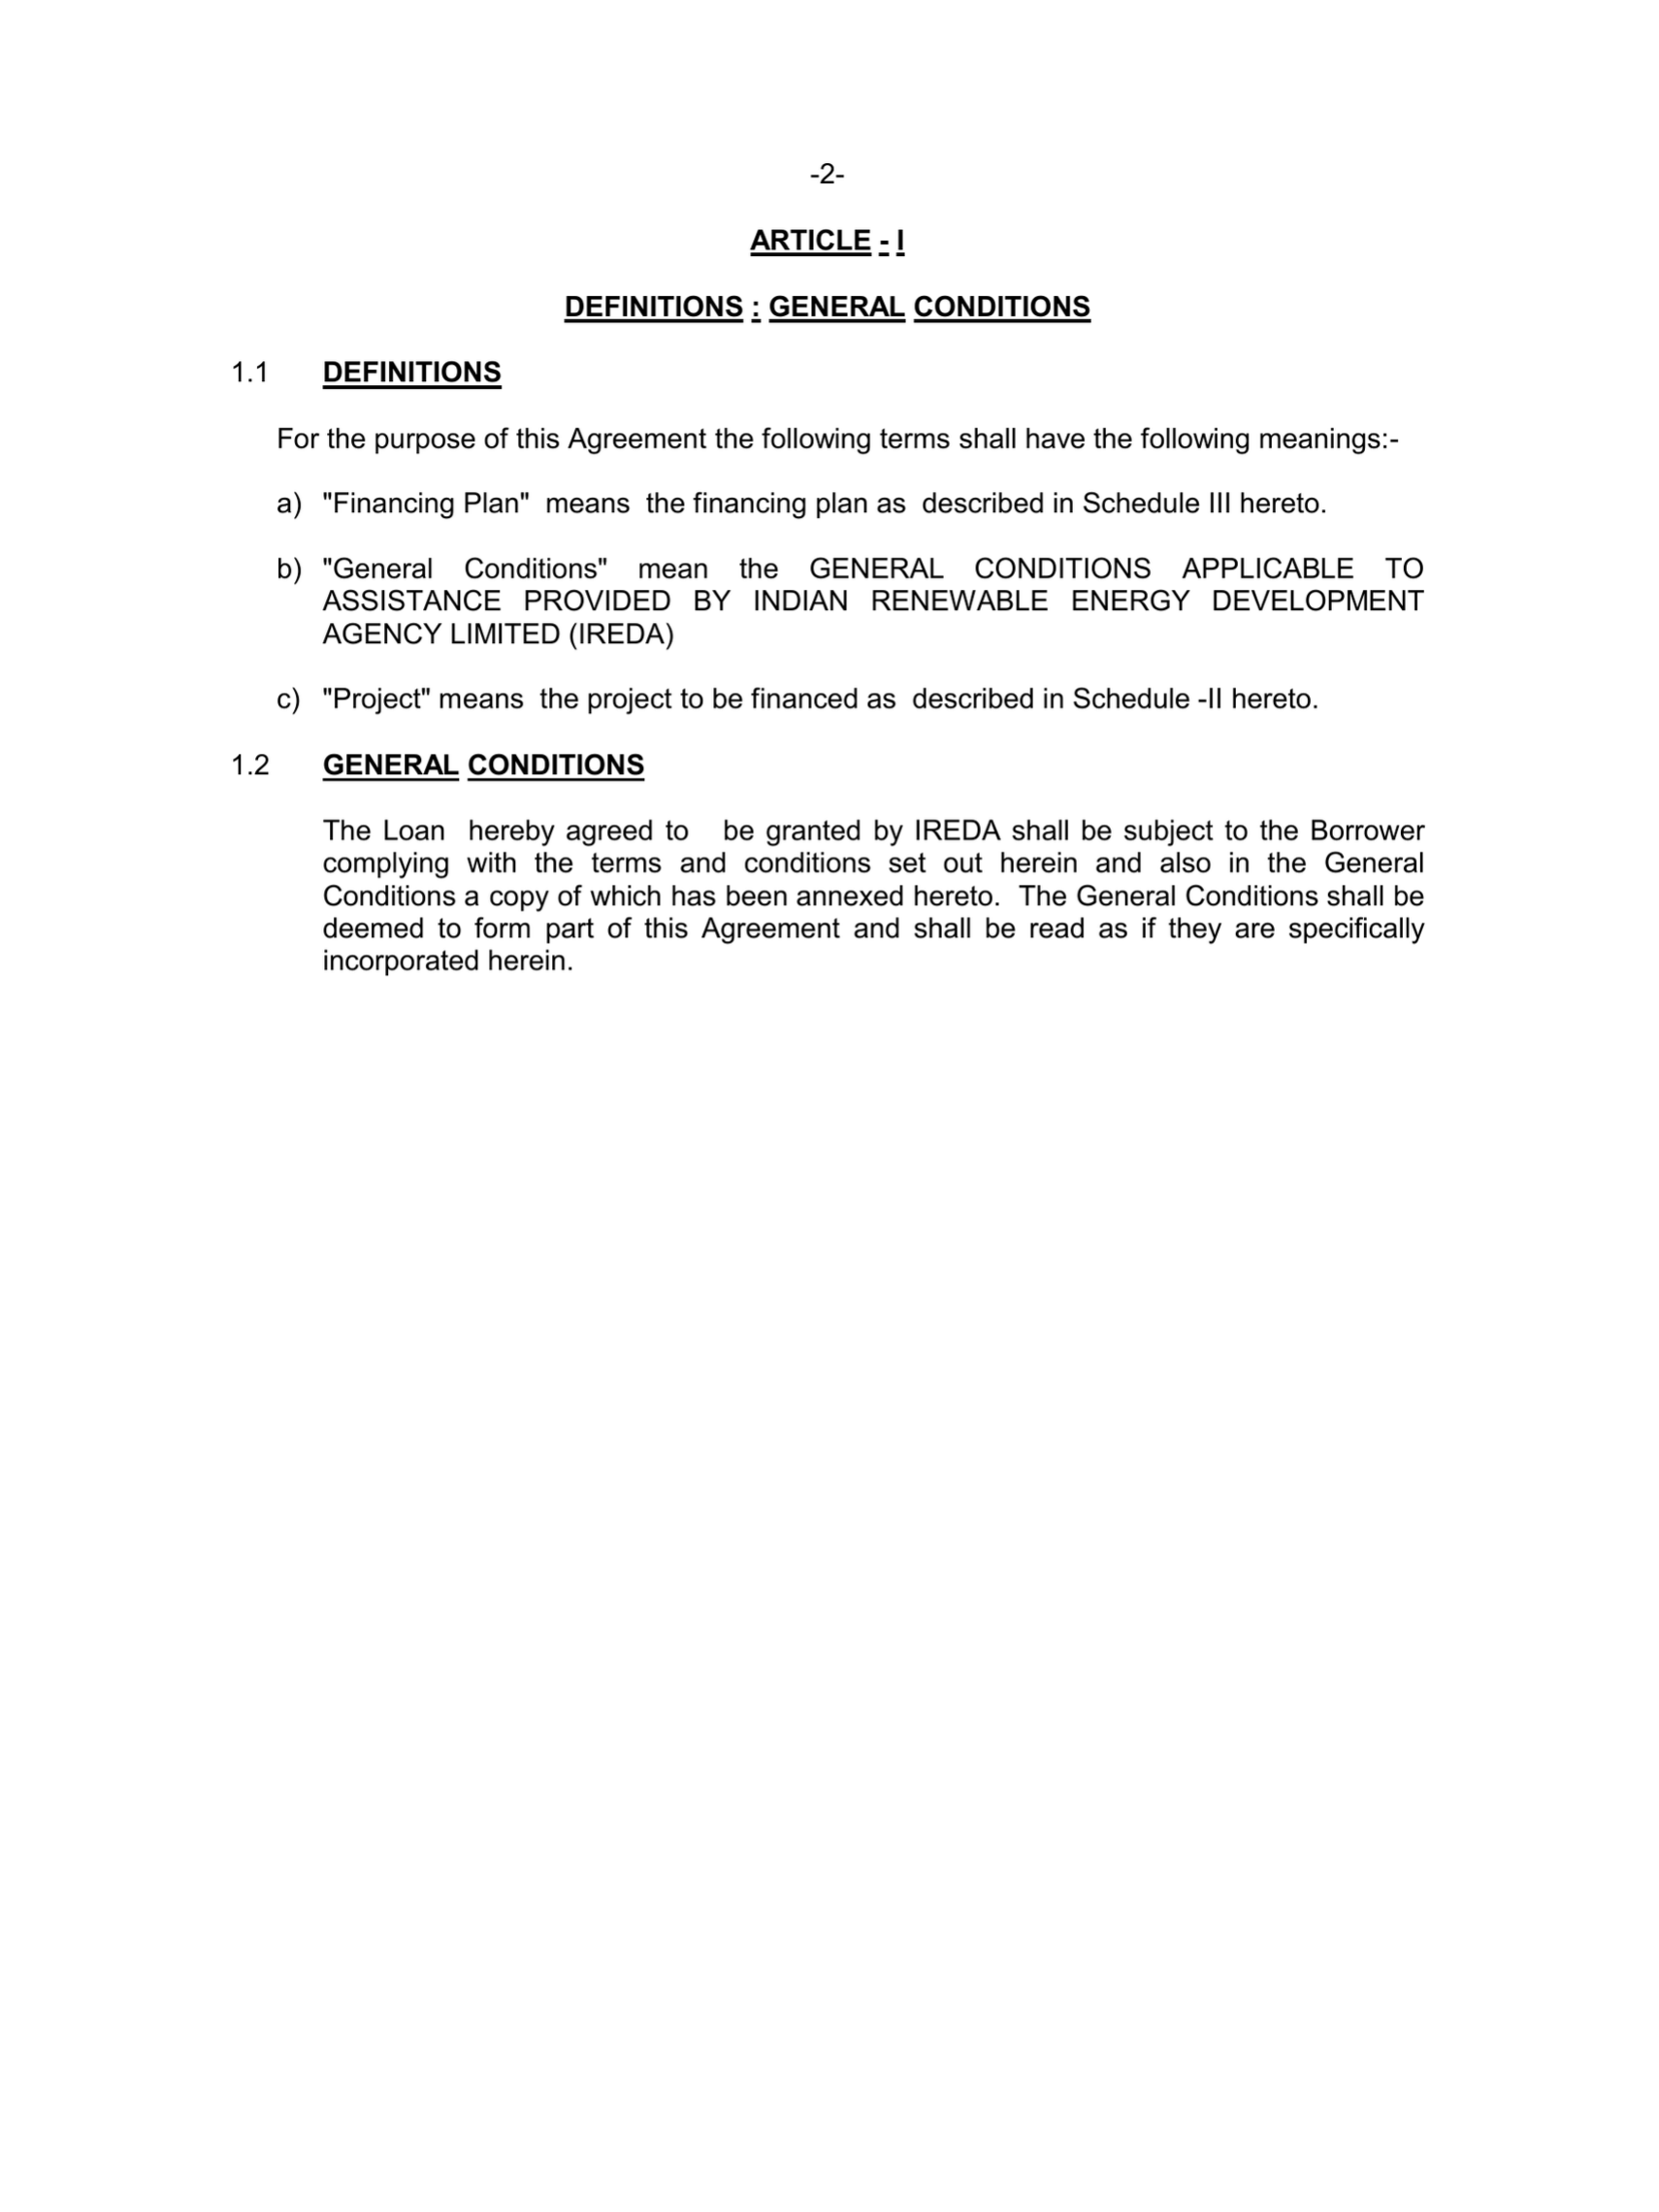 -2-
ARTICLE - I
DEFINITIONS : GENERAL CONDITIONS
1.1 DEFINITIONS
For the purpose of this Agreement the following terms shall have the following meanings:-
a) "Financing Plan" means the financing plan as described in Schedule III hereto.
b) "General Conditions" mean the GENERAL CONDITIONS APPLICABLE TO
ASSISTANCE PROVIDED BY INDIAN RENEWABLE ENERGY DEVELOPMENT
AGENCY LIMITED (IREDA)
c) "Project" means the project to be financed as described in Schedule -II hereto.
1.2 GENERAL CONDITIONS
The Loan hereby agreed to be granted by IREDA shall be subject to the Borrower
complying with the terms and conditions set out herein and also in the General
Conditions a copy of which has been annexed hereto. The General Conditions shall be
deemed to form part of this Agreement and shall be read as if they are specifically
incorporated herein.